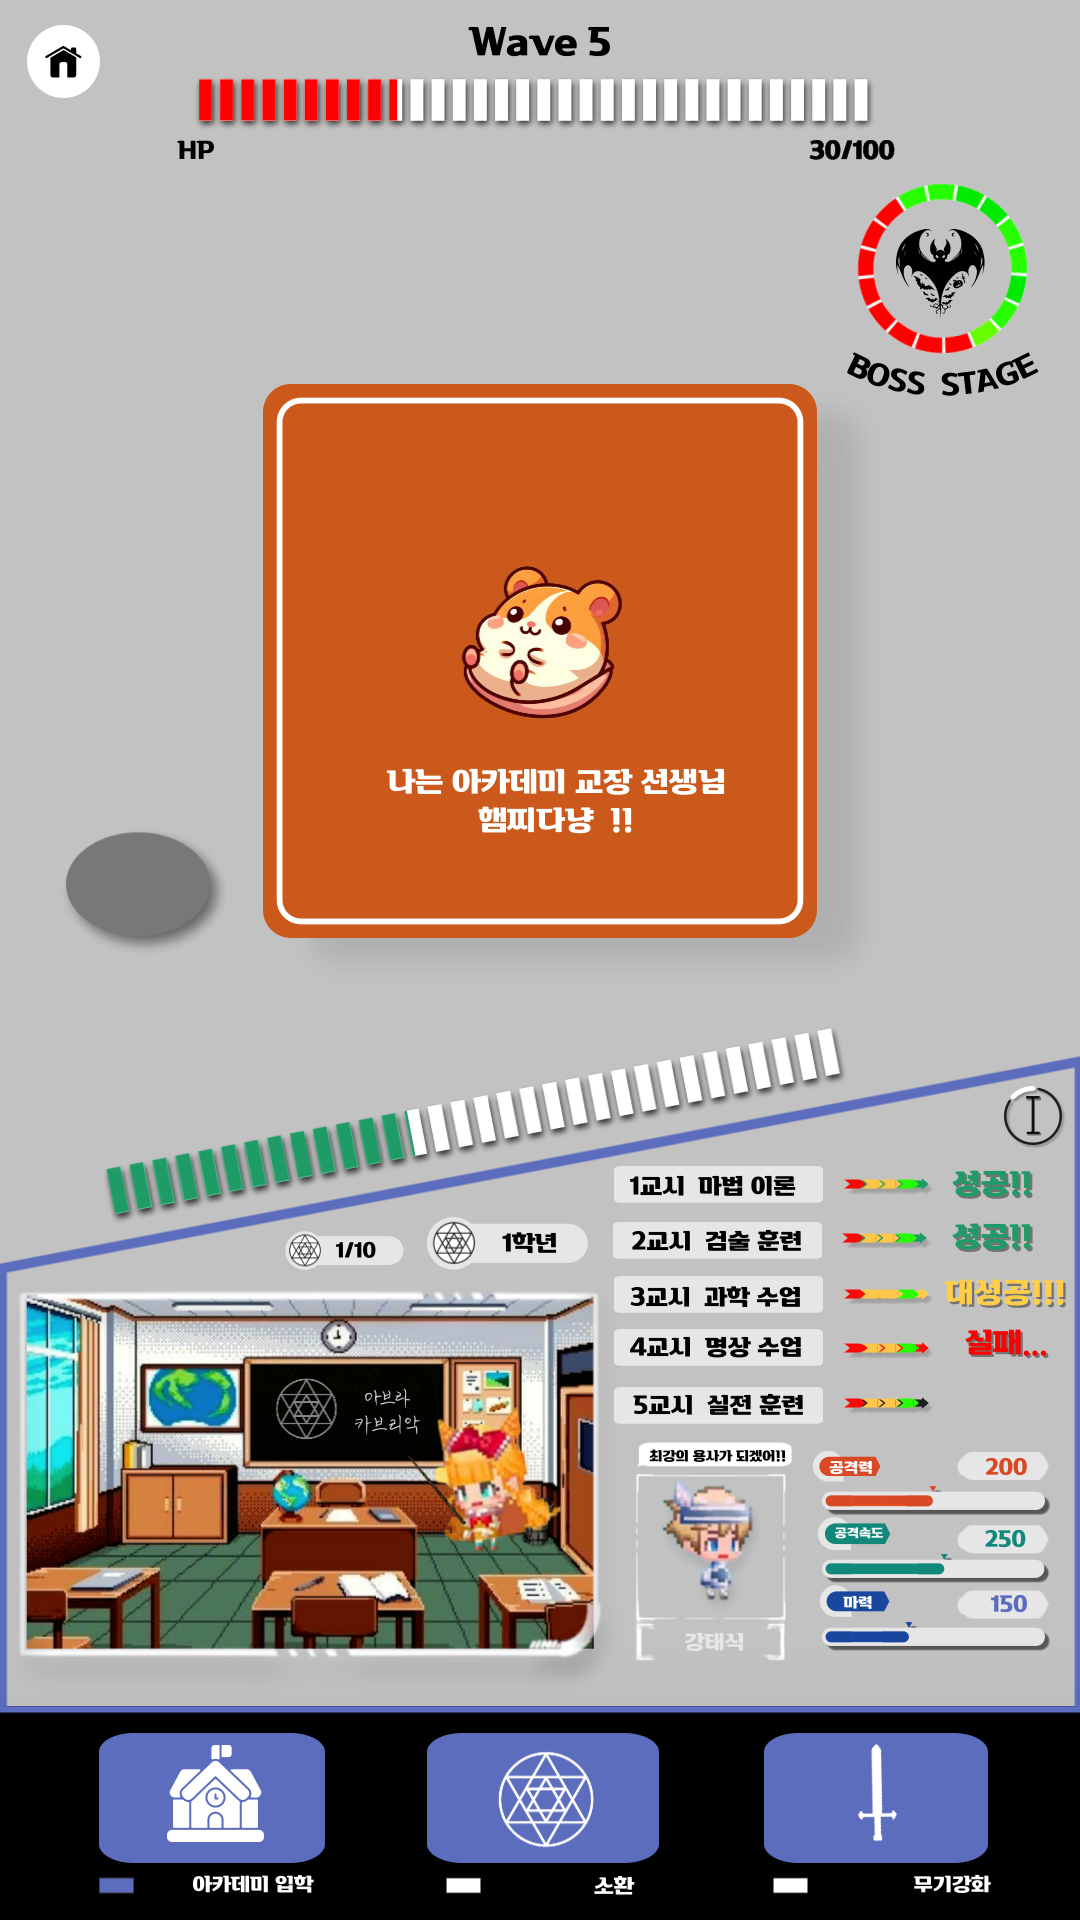 Wave 5
HP
30/100
BOSS STAGE
나는 아카데미 교장 선생님
햄찌다냥 !!
1교시 마법 이론
성공!!
2교시 검술 훈련
성공!!
3교시 과학 수업
대성공!!!
4교시 명상 수업
실패...
5교시 실전 훈련
1/10
1학년
아브라
카브리악
최강의 용사가 되겠어!!
강태식
공격력
200
공격속도
250
마력
150
아카데미 입학
소환
무기강화